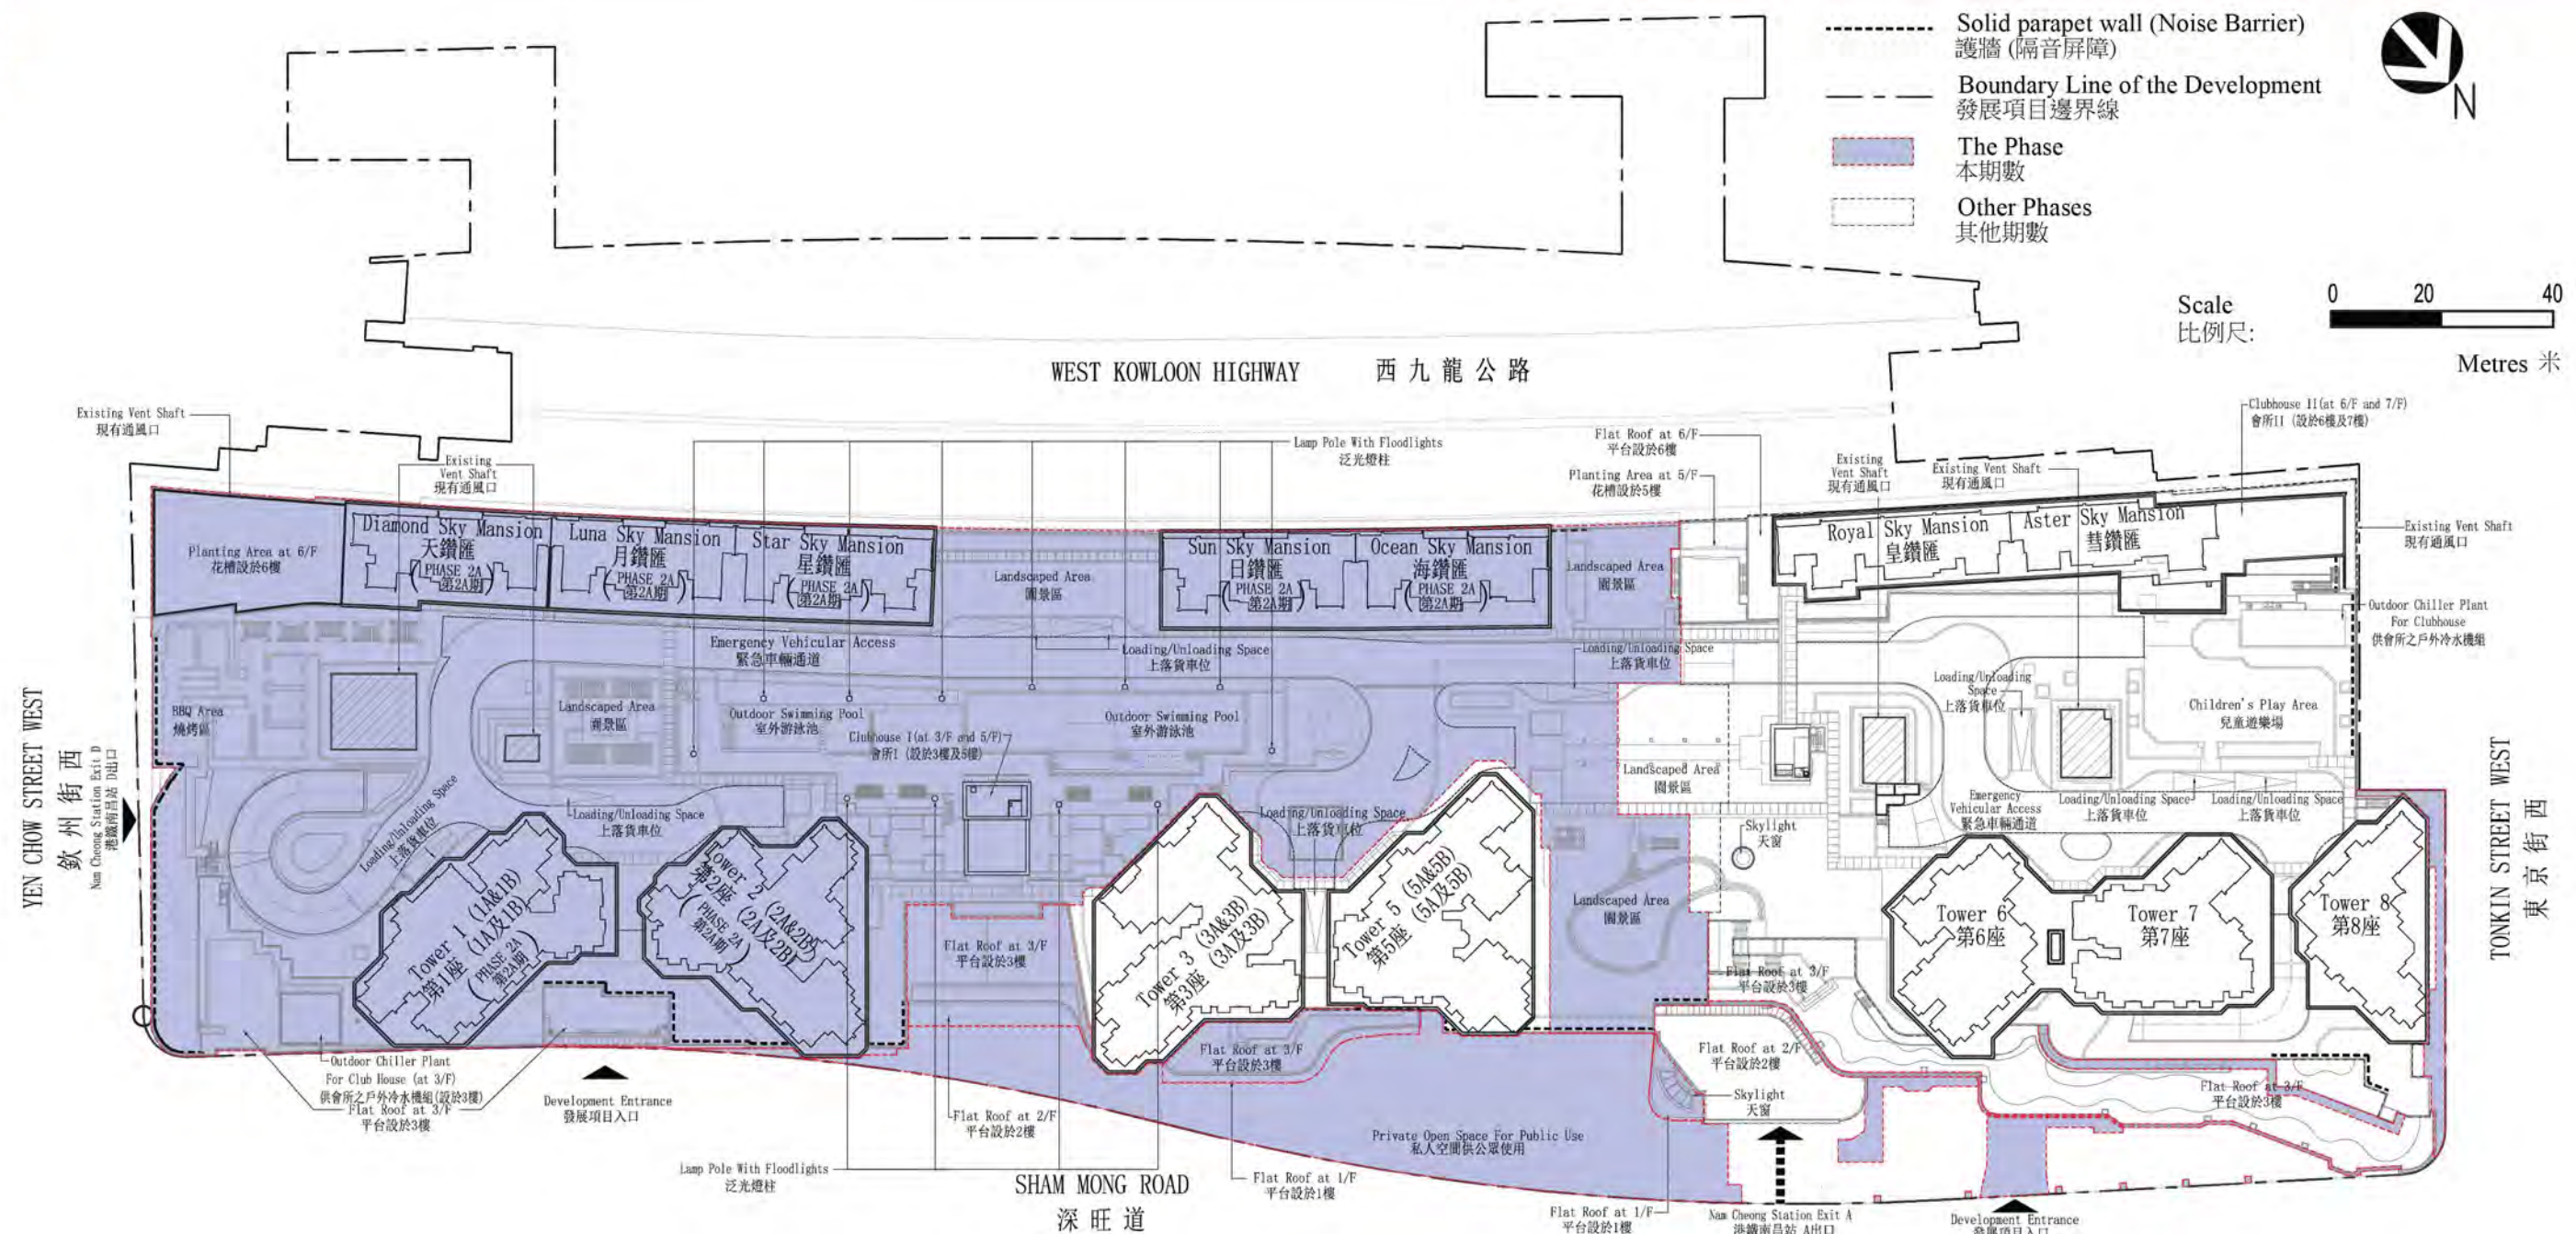 Solid parapet wall (Noise Barrier)
護牆 (隔音屏障)
Boundary Line of the Development
發展項目邊界線
The Phase
本期數
Other Phases
其他期數
N
Scale
比例尺:
0 20 40
Metres 米
WEST KOWLOON HIGHWAY 西九龍公路
Existing Vent Shaft
現有通風口
Existing
Vent Shaft
現有通風口
Lamp Pole With Floodlights
泛光燈柱
Flat Roof at 6/F
平台設於6樓
Planting Area at 5/F
花槽設於5樓
Existing
Vent Shaft
現有通風口
Existing Vent Shaft
現有通風口
Clubhouse II(at 6/F and 7/F)
會所II (設於6樓及7樓)
Existing Vent Shaft
現有通風口
Planting Area at 6/F
花槽設於6樓
Diamond Sky Mansion
天鑽匯
(PHASE 2A
第2A期)
Luna Sky Mansion
月鑽匯
(PHASE 2A
第2A期)
Star Sky Mansion
星鑽匯
(PHASE 2A
第2A期)
Landscaped Area
園景區
Sun Sky Mansion
日鑽匯
(PHASE 2A
第2A期)
Ocean Sky Mansion
海鑽匯
(PHASE 2A
第2A期)
Landscaped Area
園景區
Royal Sky Mansion
皇鑽匯
Aster Sky Mansion
彗鑽匯
Outdoor Chiller Plant
For Clubhouse
供會所之戶外冷水機組
Emergency Vehicular Access
緊急車輛通道
Loading/Unloading Space
上落貨車位
Loading/Unloading Space
上落貨車位
Loading/Unloading
Space
上落貨車位
Children's Play Area
兒童遊樂場
BBQ Area
燒烤區
Landscaped Area
園景區
Outdoor Swimming Pool
室外游泳池
Outdoor Swimming Pool
室外游泳池
Clubhouse I(at 3/F and 5/F)
會所I (設於3樓及5樓)
Landscaped Area
園景區
YEN CHOW STREET WEST
欽州街西
Nam Cheong Station Exit D
港鐵南昌站 D出口
TONKIN STREET WEST
東京街西
Loading/Unloading Space
上落貨車位
Loading/Unloading Space
上落貨車位
Loading/Unloading Space
上落貨車位
Emergency
Vehicular Access
緊急車輛通道
Loading/Unloading Space
上落貨車位
Loading/Unloading Space
上落貨車位
Skylight
天窗
Tower 1 (1A&1B)
第1座 (1A及1B)
(PHASE 2A
第2A期)
Tower 2 (2A&2B)
第2座 (2A及2B)
(PHASE 2A
第2A期)
Flat Roof at 3/F
平台設於3樓
Tower 3 (3A&3B)
第3座 (3A及3B)
Tower 5 (5A&5B)
第5座 (5A及5B)
Landscaped Area
園景區
Flat Roof at 3/F
平台設於3樓
Tower 6
第6座
Tower 7
第7座
Tower 8
第8座
Outdoor Chiller Plant
For Club House (at 3/F)
供會所之戶外冷水機組(設於3樓)
Flat Roof at 3/F
平台設於3樓
Development Entrance
發展項目入口
Flat Roof at 2/F
平台設於2樓
Flat Roof at 3/F
平台設於3樓
Flat Roof at 2/F
平台設於2樓
Skylight
天窗
Flat Roof at 3/F
平台設於3樓
Private Open Space For Public Use
私人空間供公眾使用
Lamp Pole With Floodlights
泛光燈柱
SHAM MONG ROAD
深旺道
Flat Roof at 1/F
平台設於1樓
Flat Roof at 1/F
平台設於1樓
Nam Cheong Station Exit A
港鐵南昌站 A出口
Development Entrance
發展項目入口